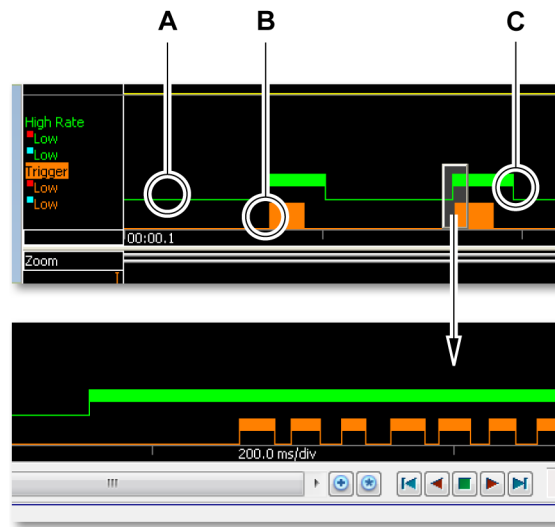 A B C
High Rate
Low
Low
Trigger
Low
Low
00:00.1
Zoom
T
200.0 ms/div